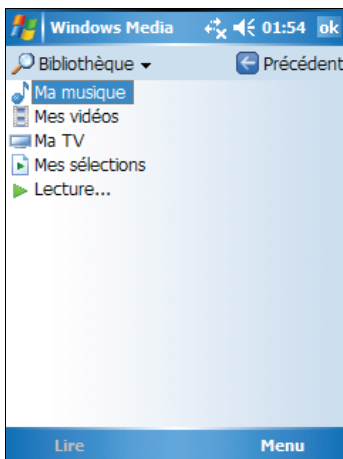 Windows Media 01:54 ok
Bibliothèque Précédent
Ma musique
Mes vidéos
Ma TV
Mes sélections
Lecture...
Lire Menu